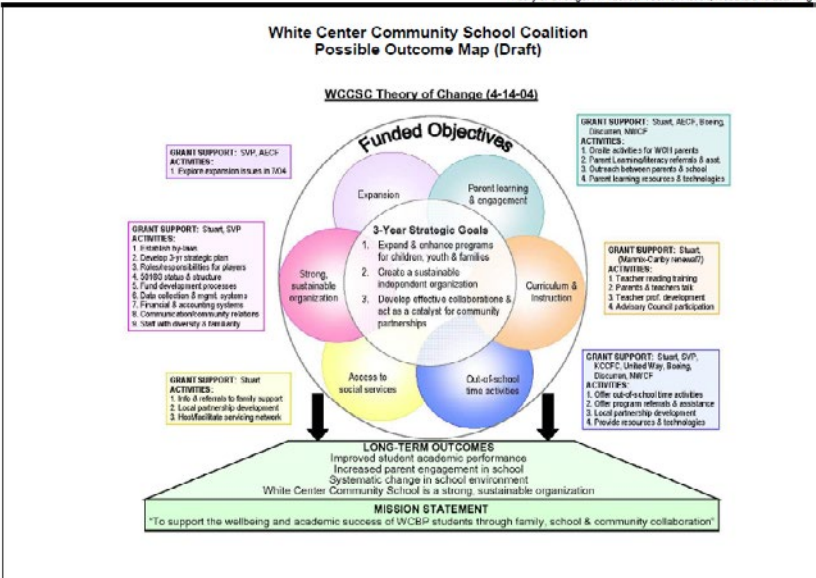 White Center Community School Coalition
Possible Outcome Map (Draft)
WCCSC Theory of Change (4-14-04)
Funded Objectives
GRANT SUPPORT: SVP, AECF
ACTIVITIES:
1. Explore expansion issues in 7/04
GRANT SUPPORT: Stuart, AECF, Boeing,
Discuren, NWCF
ACTIVITIES:
1. Onsite activities for WCH parents
2. Parent Learning/literacy referrals & asst.
3. Outreach between parents & school
4. Parent learning resources & technologies
Expansion
Parent learning
& engagement
GRANT SUPPORT: Stuart, SVP
ACTIVITIES:
1. Establish by-laws
2. Develop 3-yr strategic plan
3. Roles/responsibilities for players
4. 501B3 status & structure
5. Fund development processes
6. Data collection & mgmt. systems
7. Financial & accounting systems
8. Communication/community relations
9. Staff with diversity & familiarity
Strong,
sustainable
organization
3-Year Strategic Goals
1. Expand & enhance programs
for children, youth & families
2. Create a sustainable
independent organization
3. Develop effective collaborations &
act as a catalyst for community
partnerships
Curriculum &
Instruction
GRANT SUPPORT: Stuart,
(Mannix-Canby renewal?)
ACTIVITIES:
1. Teacher reading training
2. Parents & teachers talk
3. Teacher prof. development
4. Advisory Council participation
GRANT SUPPORT: Stuart
ACTIVITIES:
1. Info & referrals to family support
2. Local partnership development
3. Host/facilitate servicing network
Access to
social services
Out-of-school
time activities
GRANT SUPPORT: Stuart, SVP,
KCCFC, United Way, Boeing,
Discuren, NWCF
ACTIVITIES:
1. Offer out-of-school time activities
2. Offer program referrals & assistance
3. Local partnership development
4. Provide resources & technologies
LONG-TERM OUTCOMES
Improved student academic performance
Increased parent engagement in school
Systematic change in school environment
White Center Community School is a strong, sustainable organization
MISSION STATEMENT
"To support the wellbeing and academic success of WCBP students through family, school & community collaboration"